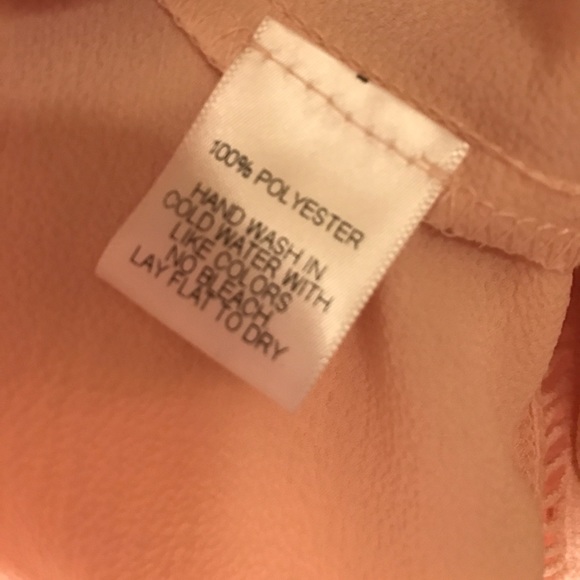 100% POLYESTER
HAND WASH IN
COLD WATER WITH
LIKE COLORS
NO BLEACH
LAY FLAT TO DRY